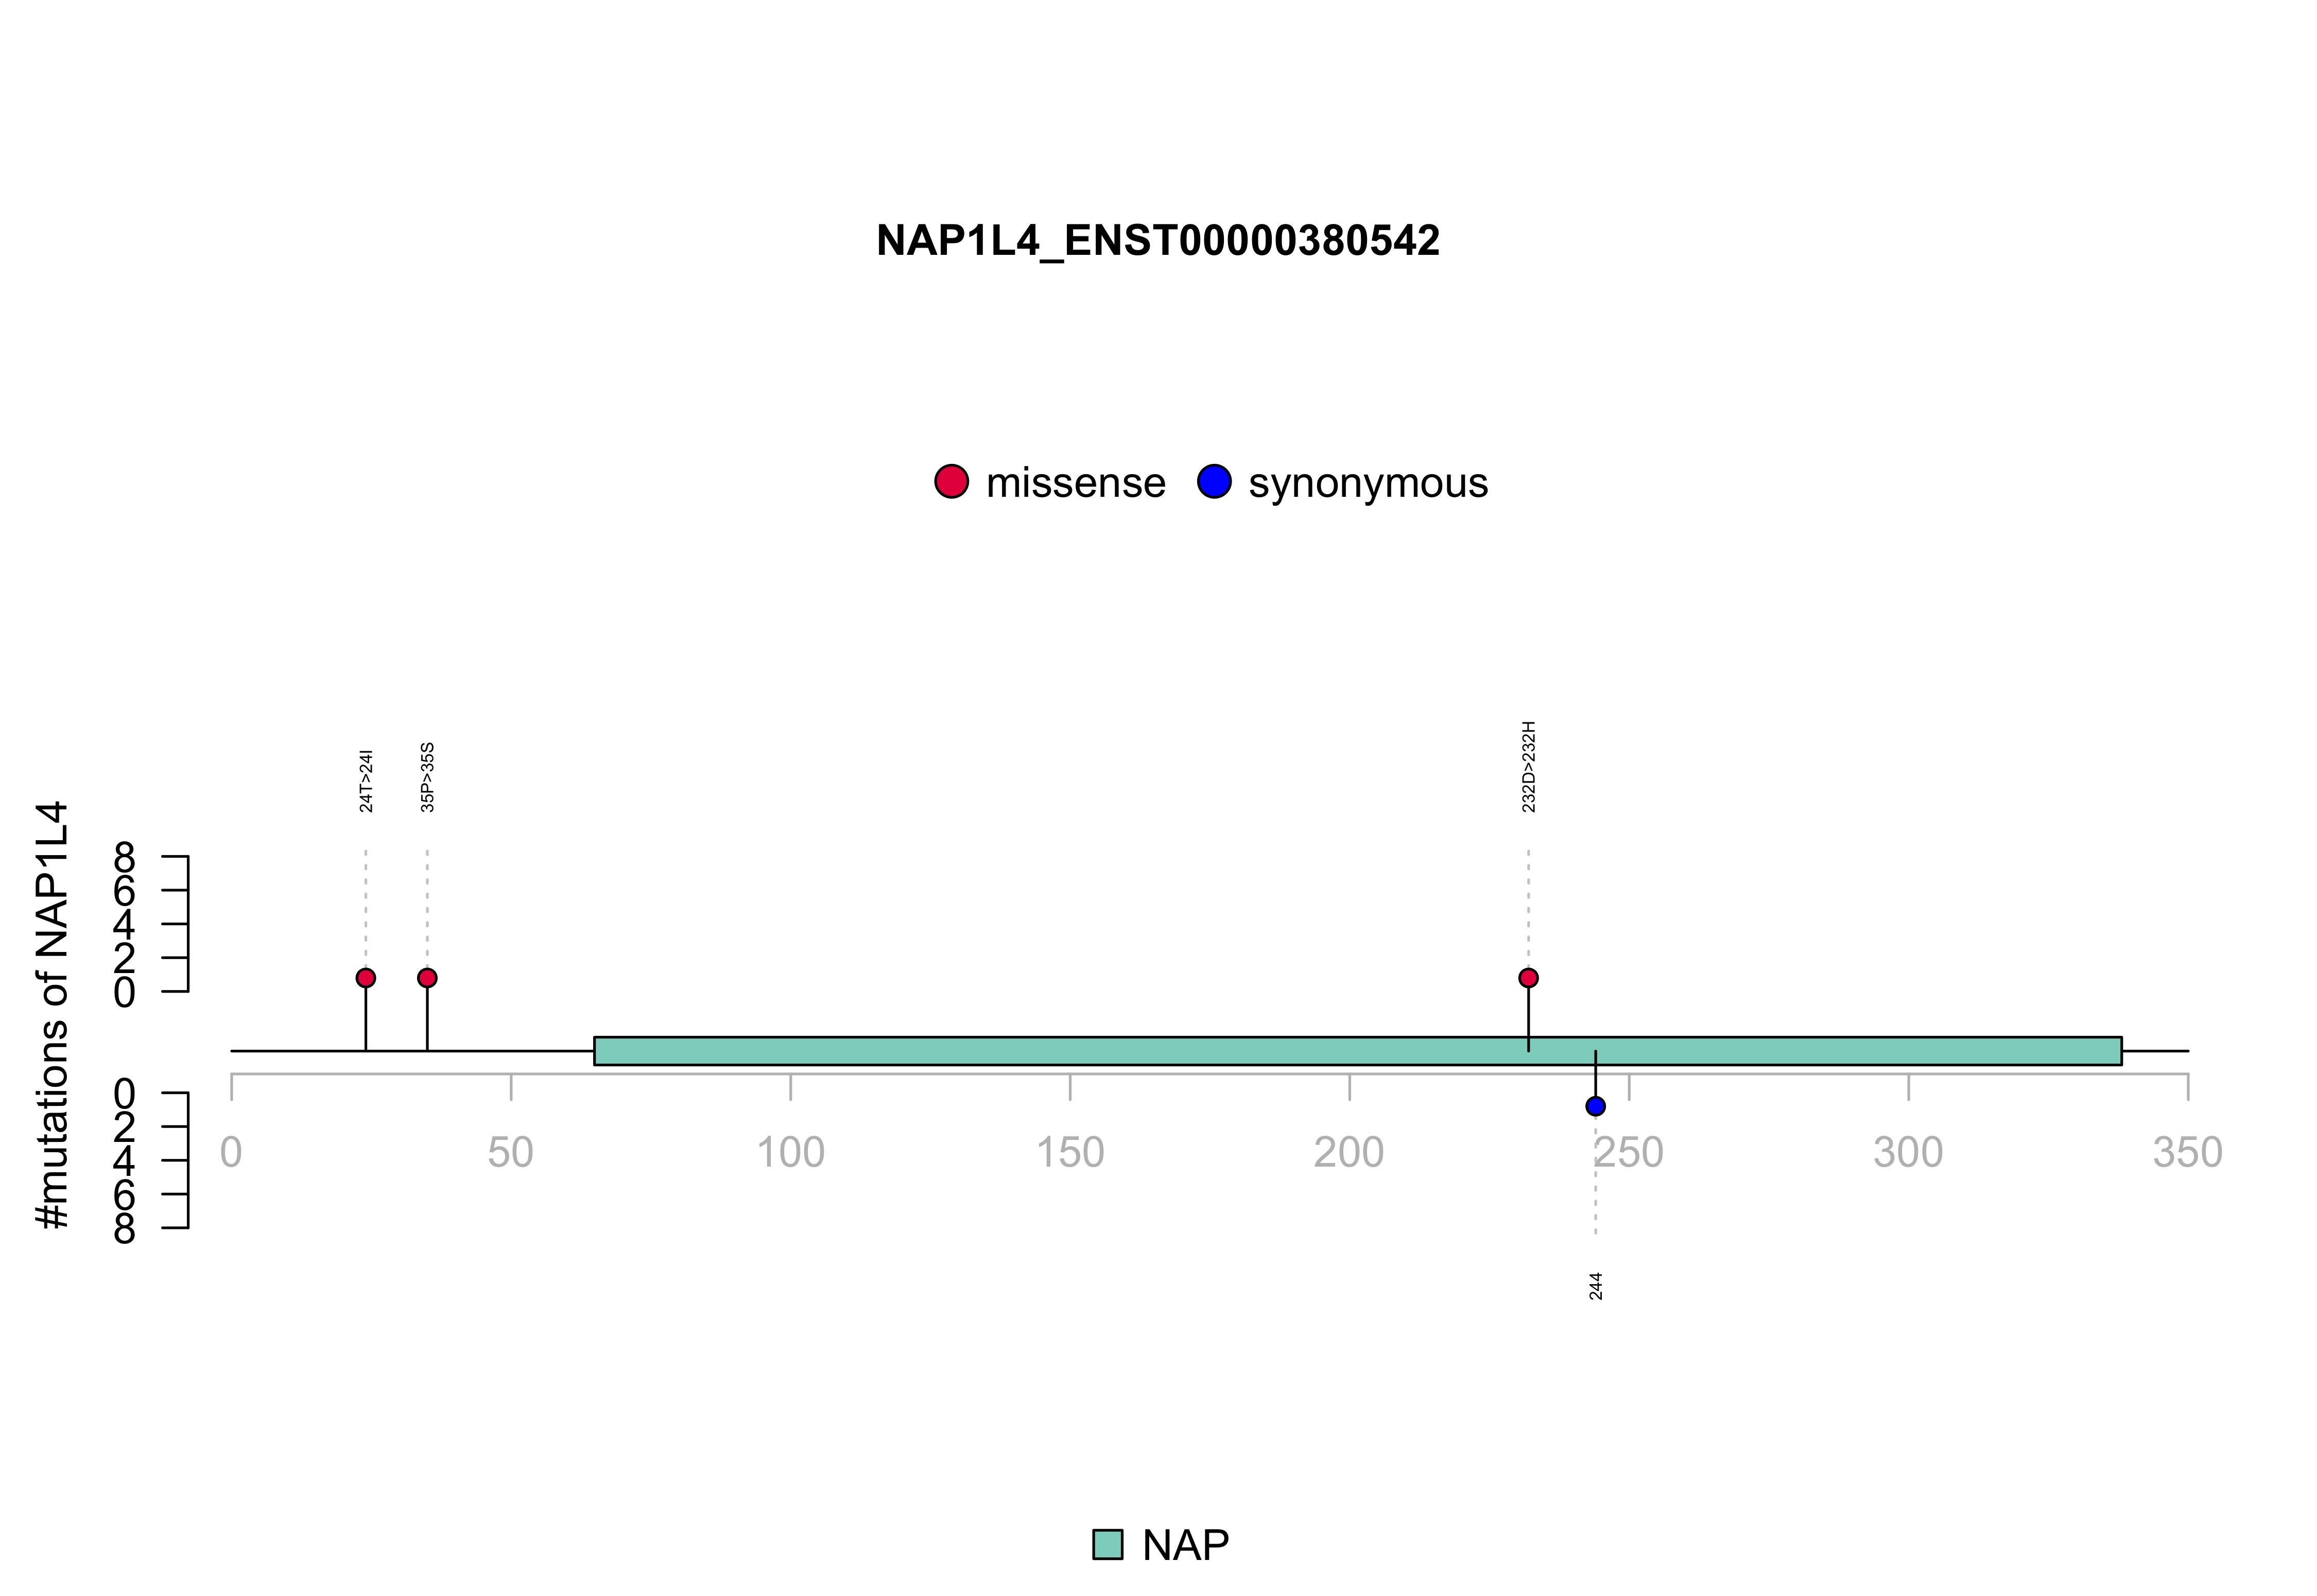 NAP1L4_ENST00000380542
missense synonymous
24T>24I
35P>35S
232D>232H
#mutations of NAP1L4
8
6
4
2
0
0
2
4
6
8
0 50 100 150 200 250 300 350
244
NAP